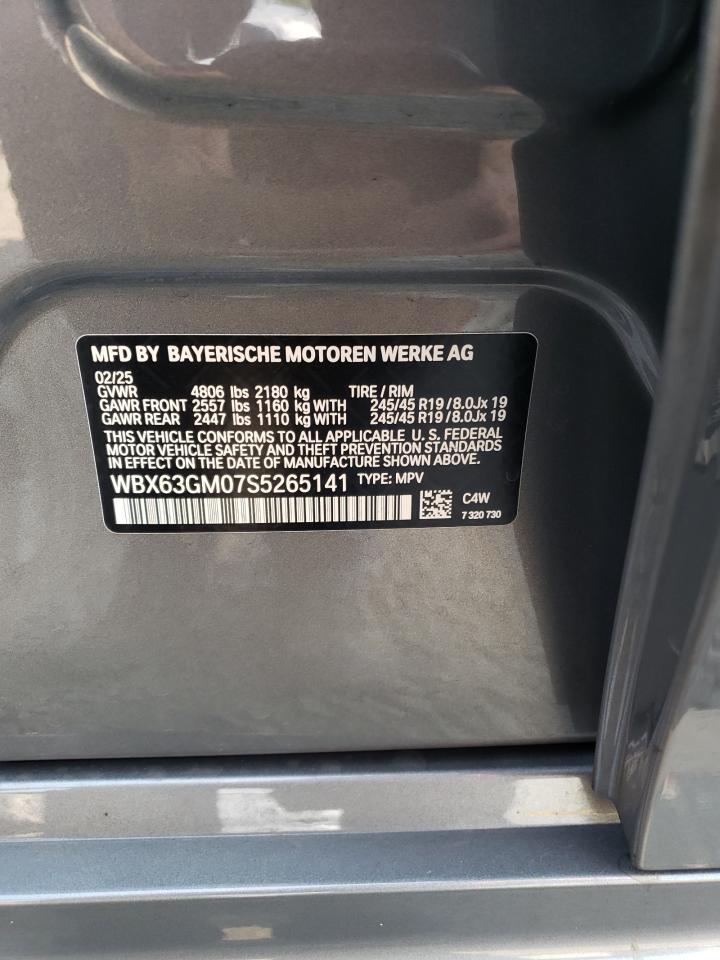 MFD BY BAYERISCHE MOTOREN WERKE AG
02/25
GVWR 4806 lbs 2180 kg TIRE / RIM
GAWR FRONT 2557 lbs 1160 kg WITH 245/45 R19 / 8.0Jx 19
GAWR REAR 2447 lbs 1110 kg WITH 245/45 R19 / 8.0Jx 19
THIS VEHICLE CONFORMS TO ALL APPLICABLE U. S. FEDERAL
MOTOR VEHICLE SAFETY AND THEFT PREVENTION STANDARDS
IN EFFECT ON THE DATE OF MANUFACTURE SHOWN ABOVE.
WBX63GM07S5265141 TYPE: MPV
C4W
7 320 730